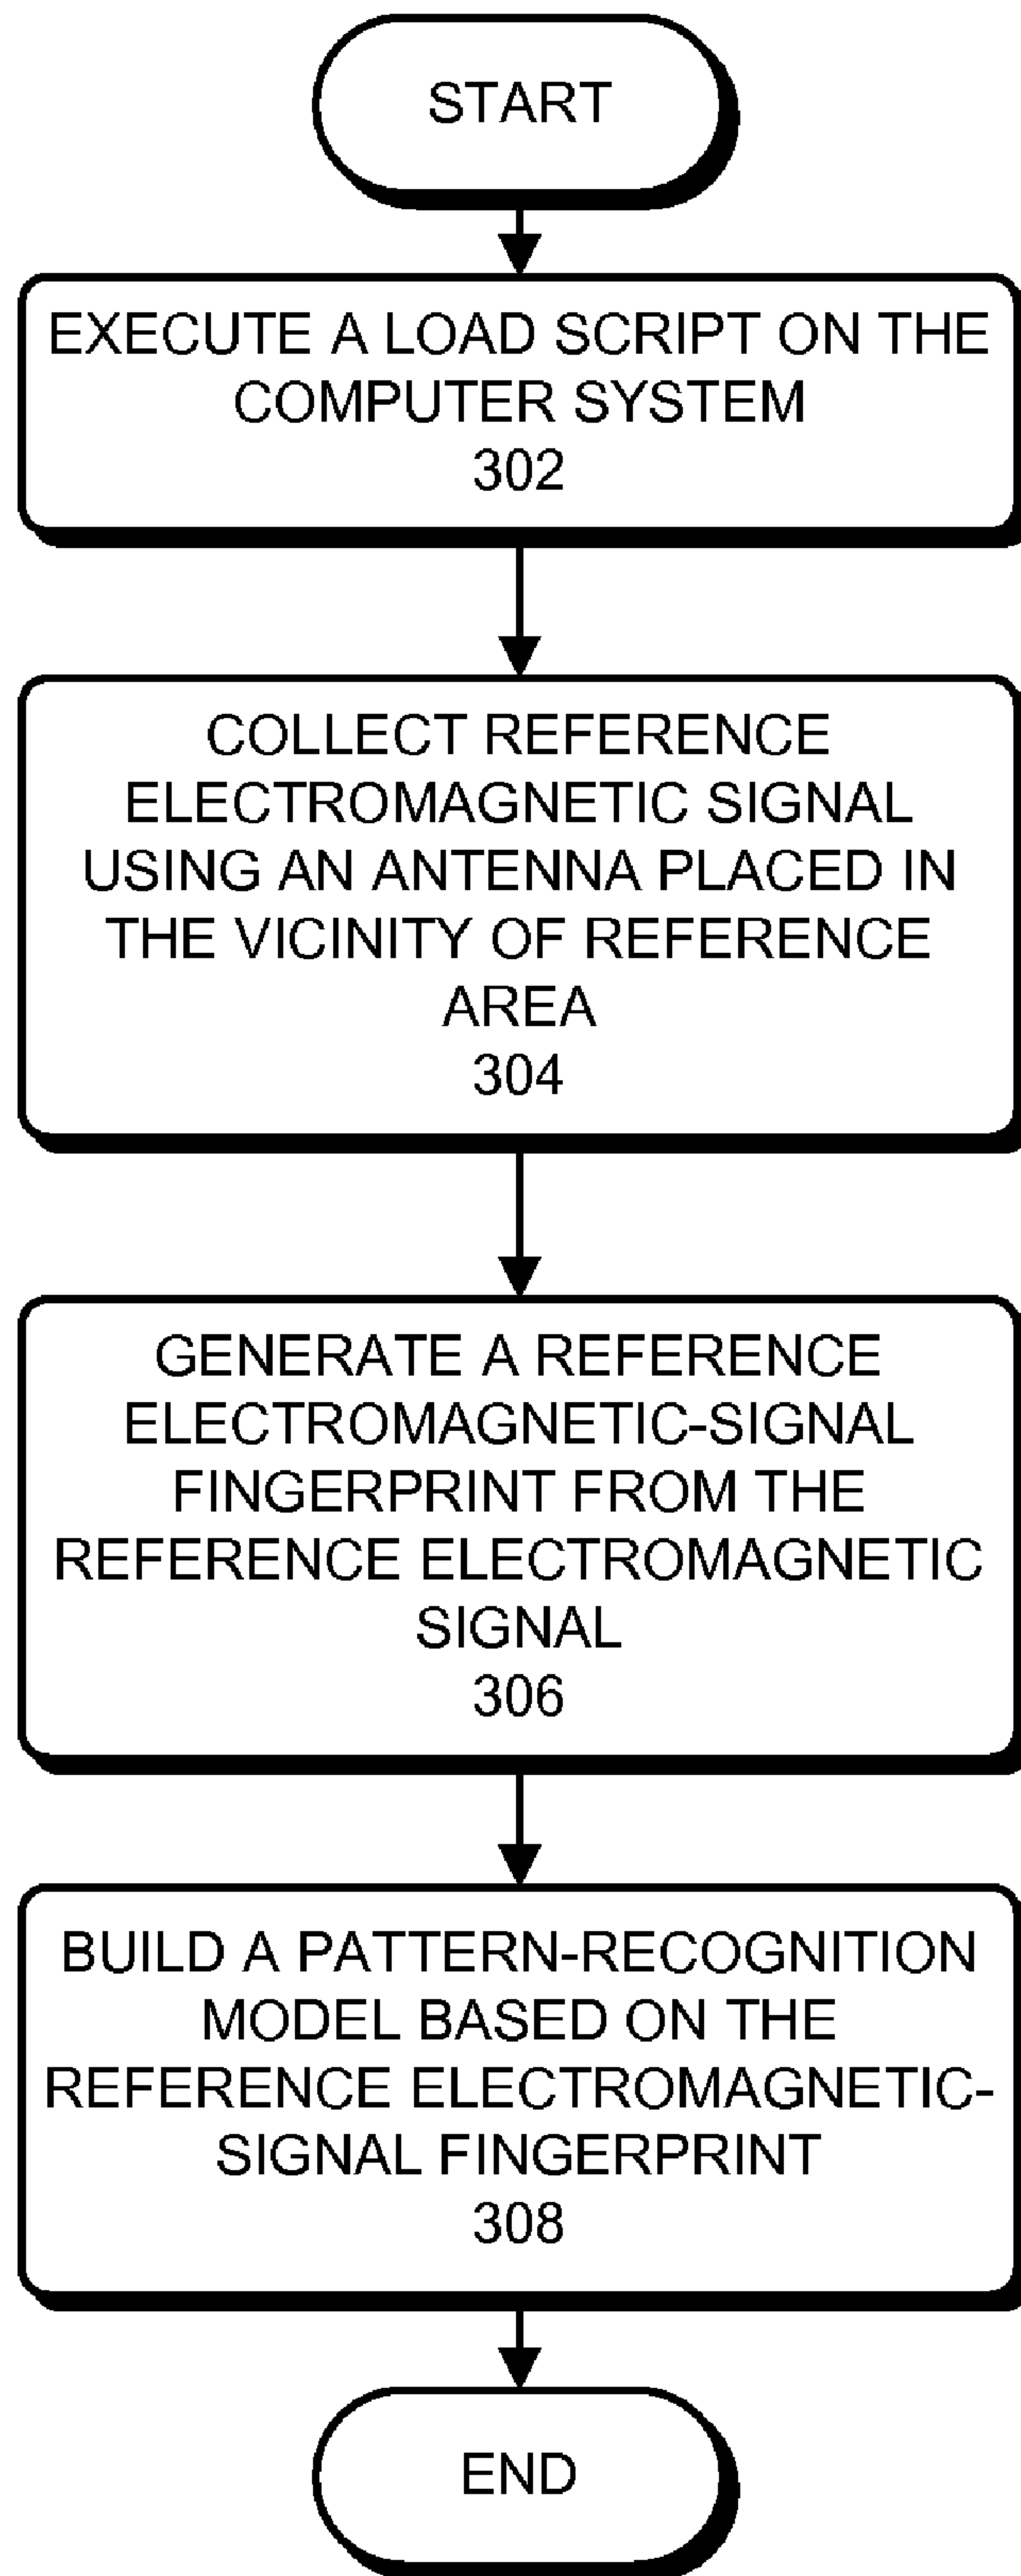 START
EXECUTE A LOAD SCRIPT ON THE
COMPUTER SYSTEM
302
COLLECT REFERENCE
ELECTROMAGNETIC SIGNAL
USING AN ANTENNA PLACED IN
THE VICINITY OF REFERENCE
AREA
304
GENERATE A REFERENCE
ELECTROMAGNETIC-SIGNAL
FINGERPRINT FROM THE
REFERENCE ELECTROMAGNETIC
SIGNAL
306
BUILD A PATTERN-RECOGNITION
MODEL BASED ON THE
REFERENCE ELECTROMAGNETIC-
SIGNAL FINGERPRINT
308
END